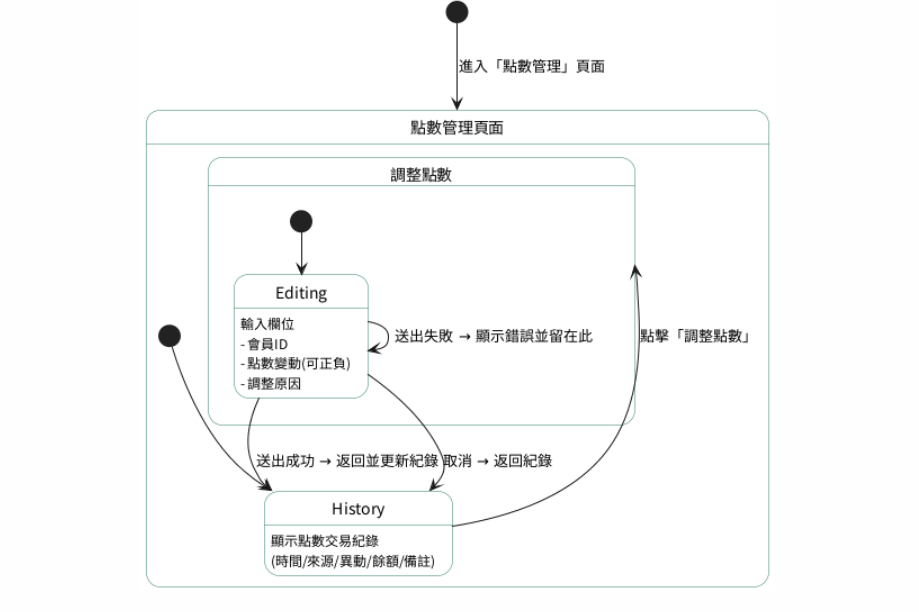 進入「點數管理」頁面
點數管理頁面
調整點數
Editing
輸入欄位
- 會員ID
- 點數變動(可正負)
- 調整原因
送出失敗 → 顯示錯誤並留在此
點擊「調整點數」
送出成功 → 返回並更新紀錄
取消 → 返回紀錄
History
顯示點數交易紀錄
(時間/來源/異動/餘額/備註)